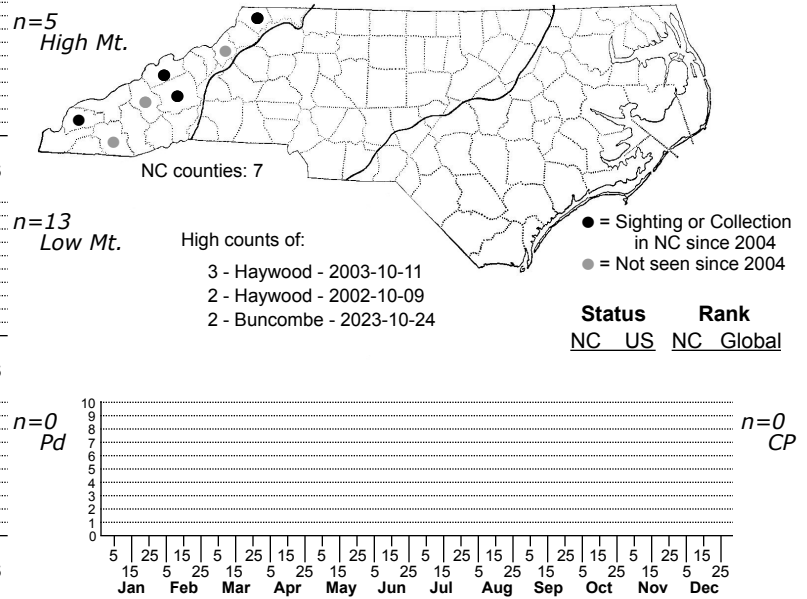 n=5
High Mt.
NC counties: 7
n=13
Low Mt.
High counts of:
3 - Haywood - 2003-10-11
2 - Haywood - 2002-10-09
2 - Buncombe - 2023-10-24
= Sighting or Collection
in NC since 2004
= Not seen since 2004
Status Rank
NC US NC Global
n=0
Pd
10
9
8
7
6
5
4
3
2
1
0
n=0
CP
5 25 15 5 25 15 5 25 15 5 25 15 5 25 15 5 25 15
15 5 25 15 5 25 15 5 25 15 5 25 15 5 25 15 5 25
Jan Feb Mar Apr May Jun Jul Aug Sep Oct Nov Dec